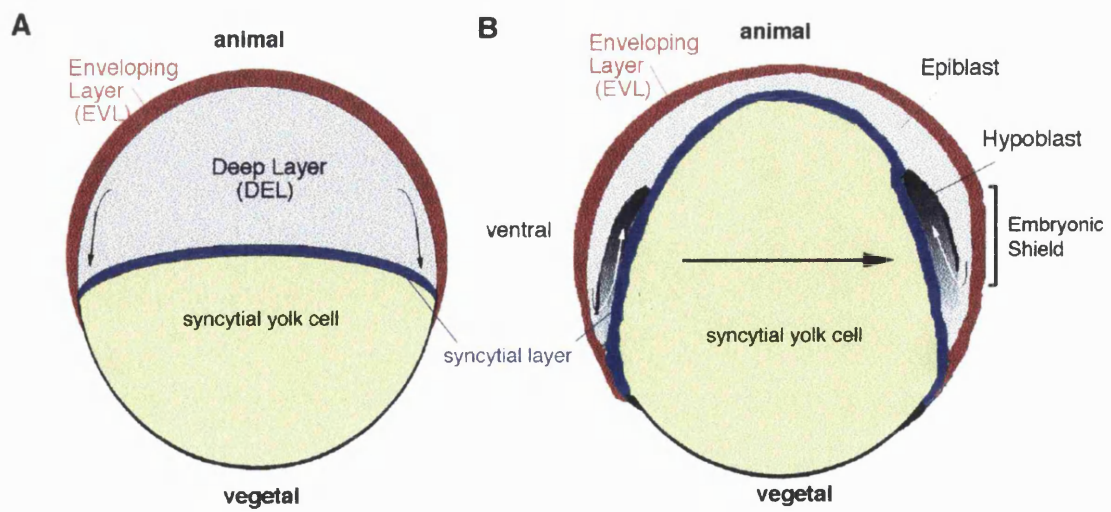 A
animal
Enveloping
Layer
(EVL)
Deep Layer
(DEL)
syncytial yolk cell
syncytial layer
vegetal
B
animal
Enveloping
Layer
(EVL)
Epiblast
Hypoblast
ventral
Embryonic
Shield
syncytial yolk cell
vegetal